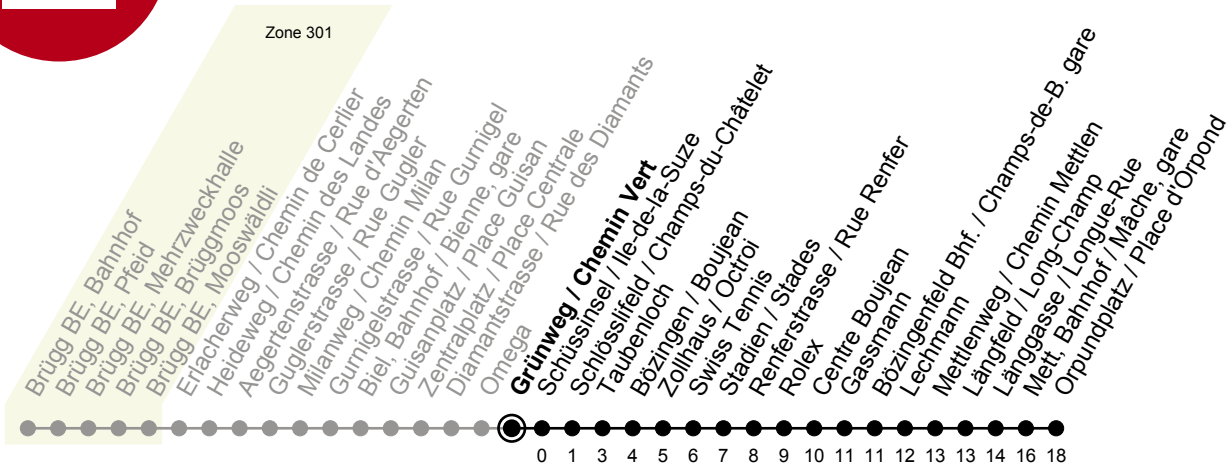 Zone 301
Brügg BE, Bahnhof
Brügg BE, Pfeid
Brügg BE, Mehrzweckhalle
Brügg BE, Brüggmoos
Brügg BE, Mooswäldli
Erlacherweg / Chemin de Cerlier
Heideweg / Chemin des Landes
Aegertenstrasse / Rue d'Aegerten
Guglerstrasse / Rue Gugler
Milanweg / Chemin Milan
Gurnigelstrasse / Rue Gurnigel
Biel, Bahnhof / Bienne, gare
Guisanplatz / Place Guisan
Zentralplatz / Place Centrale
Diamantstrasse / Rue des Diamants
Omega
Grünweg / Chemin Vert
Schüssinsel / Ile-de-la-Suze
Schlösslifeld / Champs-du-Châtelet
Taubenloch
Bözingen / Boujean
Zollhaus / Octroi
Swiss Tennis
Stadien / Stades
Renferstrasse / Rue Renfer
Rolex
Centre Boujean
Gassmann
Bözingenfeld Bhf. / Champs-de-B. gare
Lechmann
Mettlenweg / Chemin Mettlen
Längfeld / Long-Champ
Länggasse / Longue-Rue
Mett, Bahnhof / Mâche, gare
Orpundplatz / Place d'Orpond
0 1 3 4 5 6 7 8 9 10 11 11 12 13 13 14 16 18